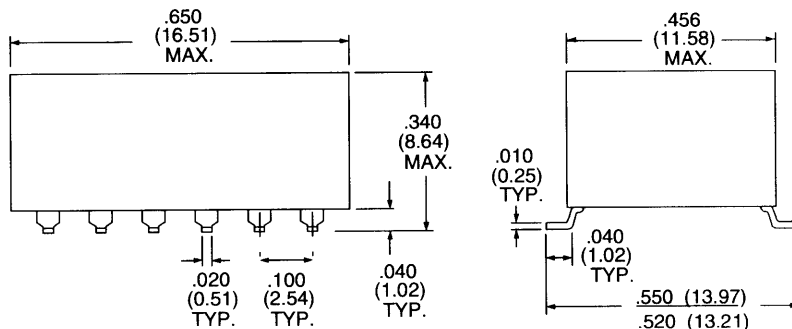 .650
(16.51)
MAX.
.456
(11.58)
MAX.
.340
(8.64)
MAX.
.010
(0.25)
TYP.
.020
(0.51)
TYP.
.100
(2.54)
TYP.
.040
(1.02)
TYP.
.040
(1.02)
TYP.
.550 (13.97)
.520 (13.21)